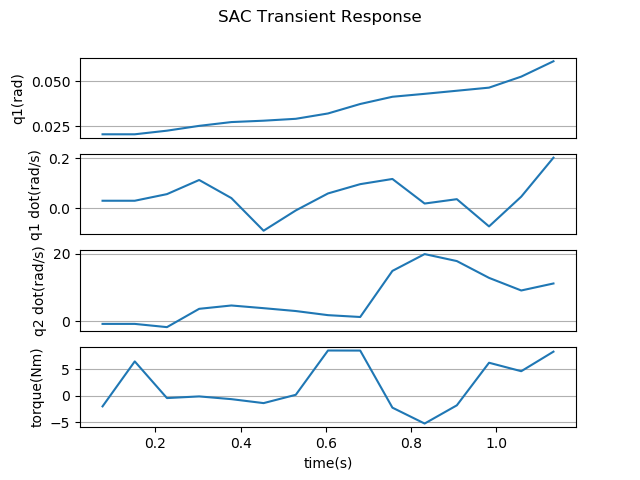 SAC Transient Response
0.050
0.025
q1(rad)
0.2
0.0
q1 dot(rad/s)
20
0
q2 dot(rad/s)
5
0
−5
torque(Nm)
0.2 0.4 0.6 0.8 1.0
time(s)